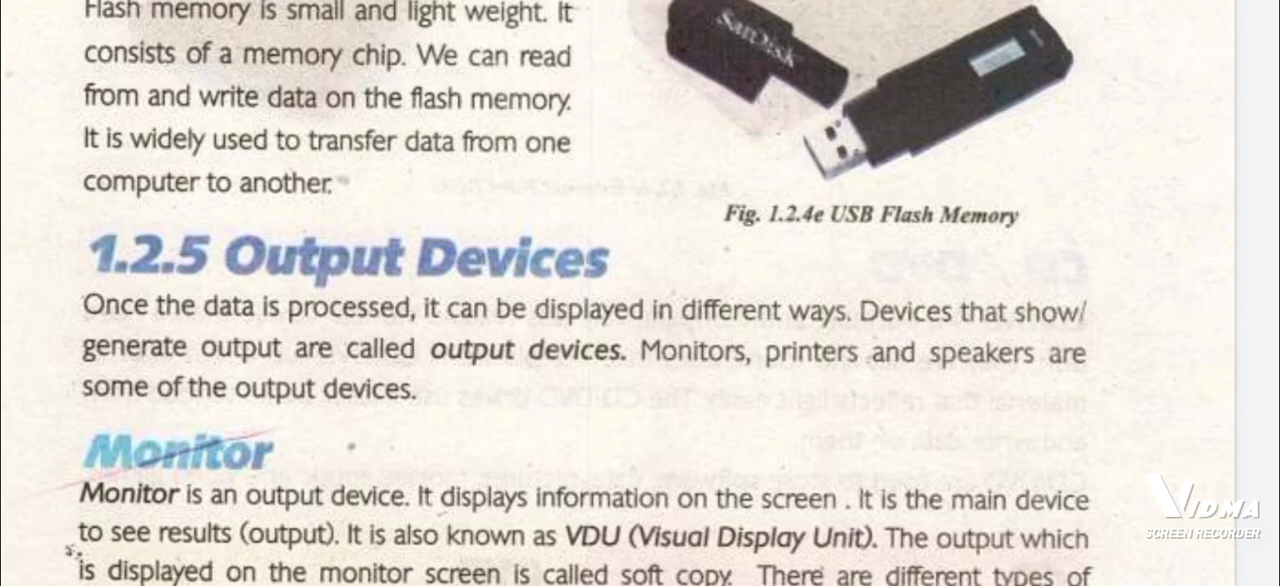 Flash memory is small and light weight. It
consists of a memory chip. We can read
from and write data on the flash memory.
It is widely used to transfer data from one
computer to another.
SanDisk
Fig. 1.2.4e USB Flash Memory
1.2.5 Output Devices
Once the data is processed, it can be displayed in different ways. Devices that show/
generate output are called output devices. Monitors, printers and speakers are
some of the output devices.
Monitor
Monitor is an output device. It displays information on the screen . It is the main device
to see results (output). It is also known as VDU (Visual Display Unit). The output which
is displayed on the monitor screen is called soft copy. There are different types of
VIDMA
SCREEN RECORDER